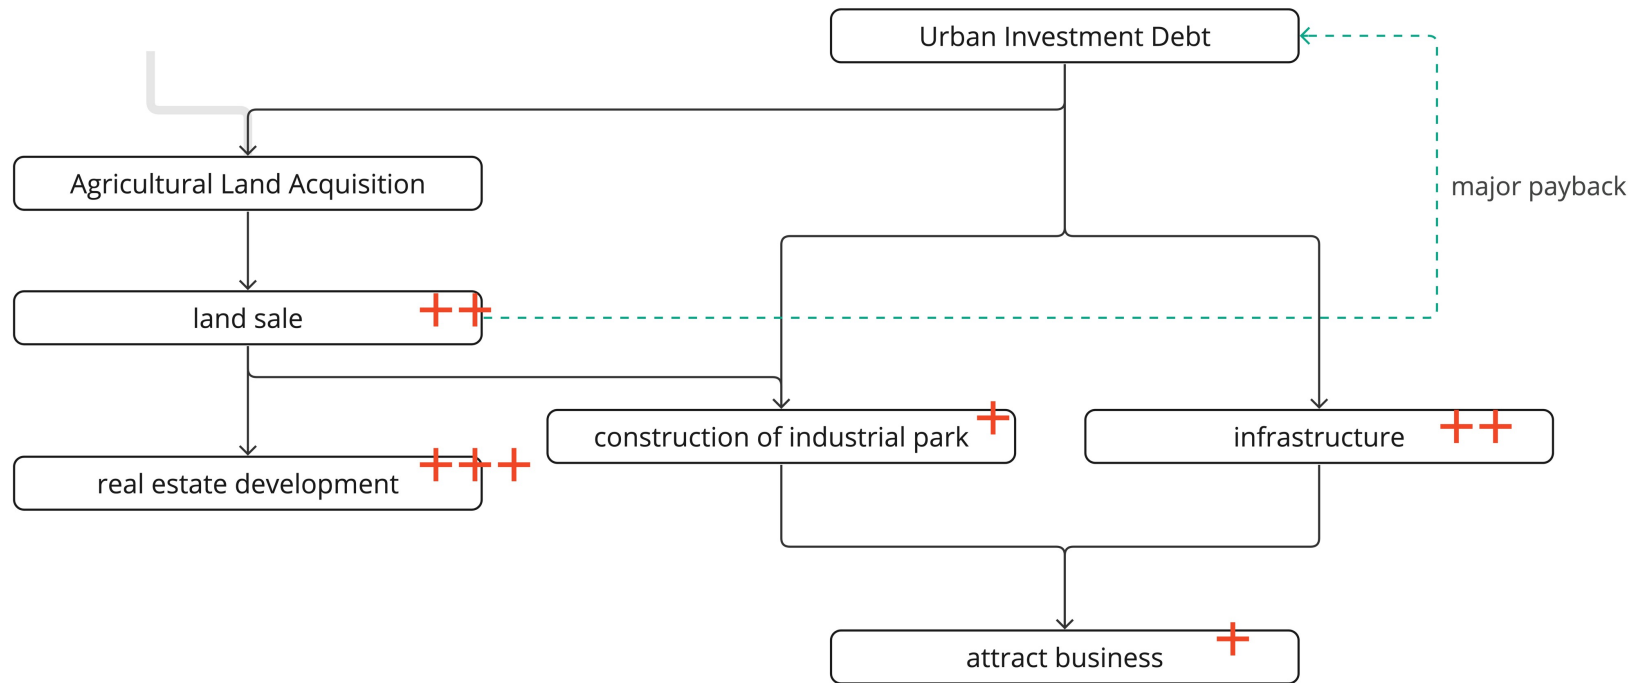 Urban Investment Debt
Agricultural Land Acquisition
major payback
land sale
construction of industrial park
infrastructure
real estate development
attract business